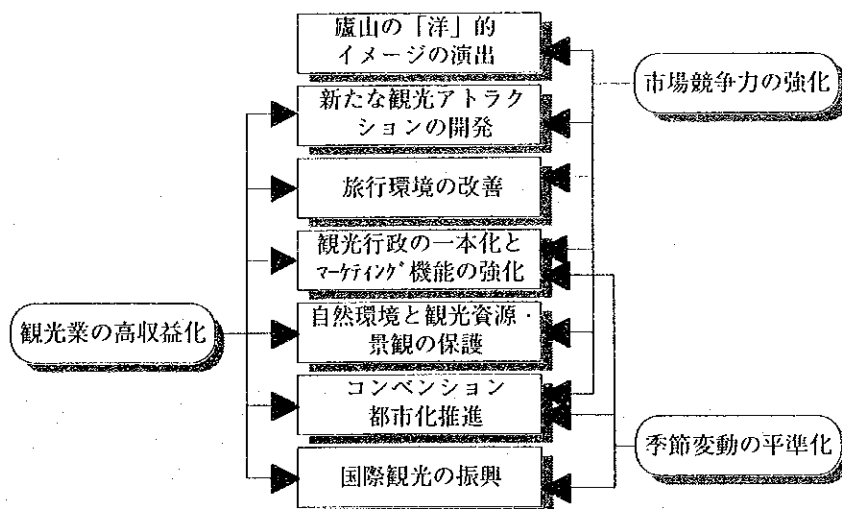 廬山の「洋」的
イメージの演出
市場競争力の強化
新たな観光アトラク
ションの開発
旅行環境の改善
観光行政の一本化と
マーケティング機能の強化
観光業の高収益化
自然環境と観光資源・
景観の保護
コンベンション
都市化推進
季節変動の平準化
国際観光の振興